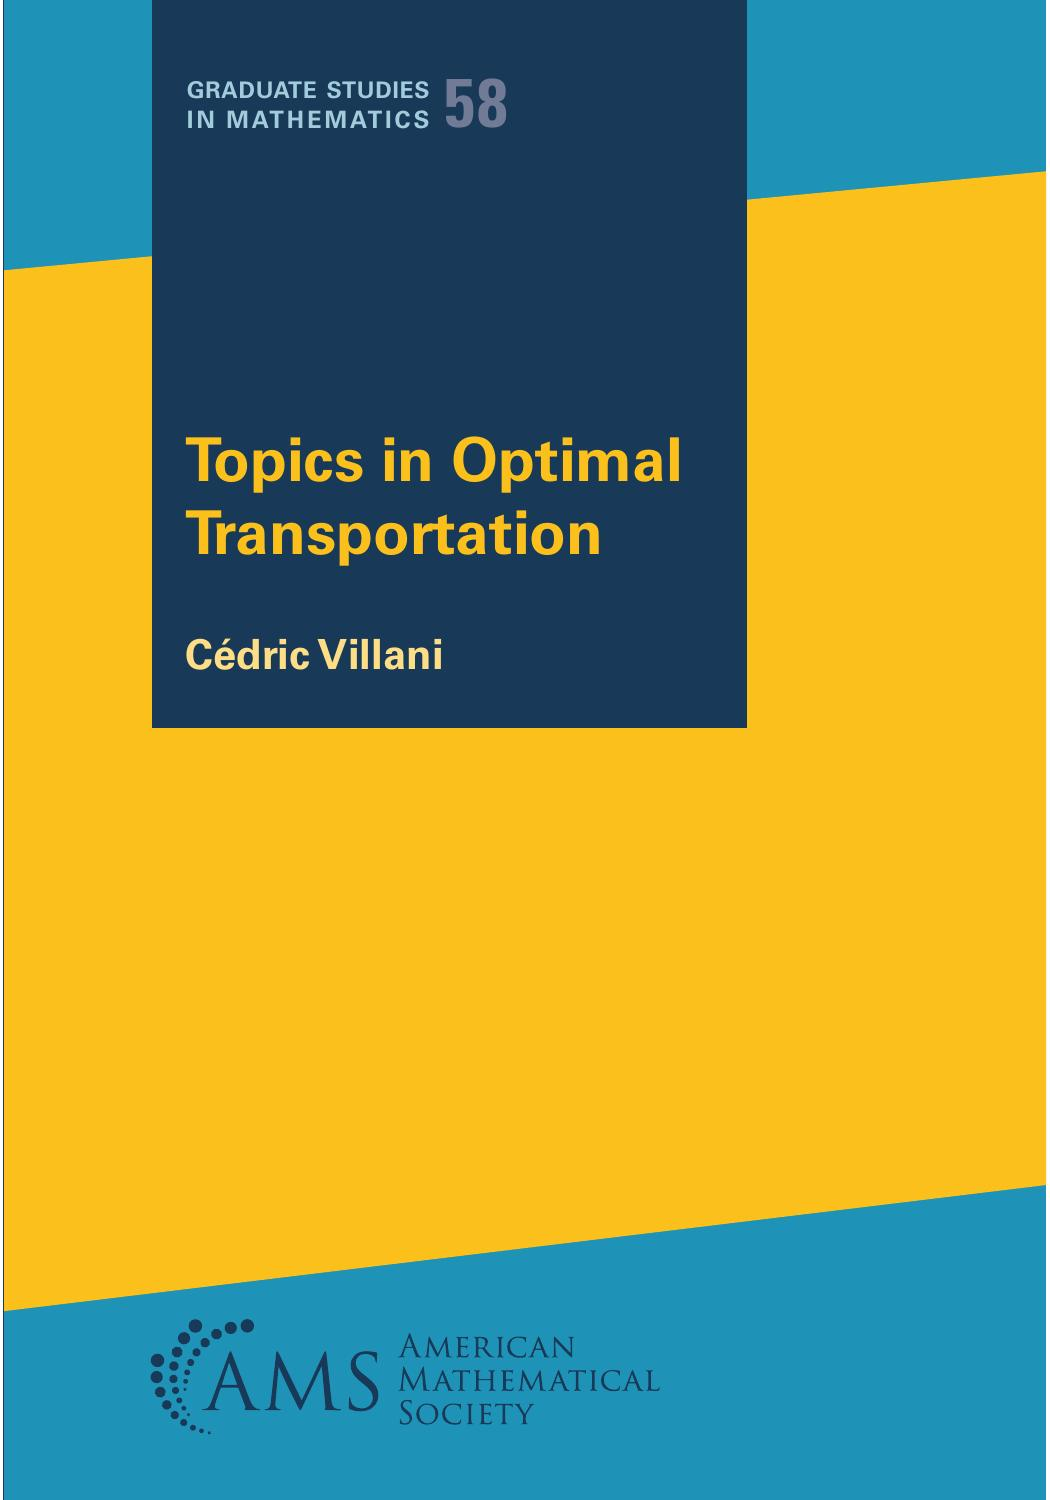 GRADUATE STUDIES
IN MATHEMATICS 58
Topics in Optimal
Transportation
Cédric Villani
AMS
AMERICAN
MATHEMATICAL
SOCIETY